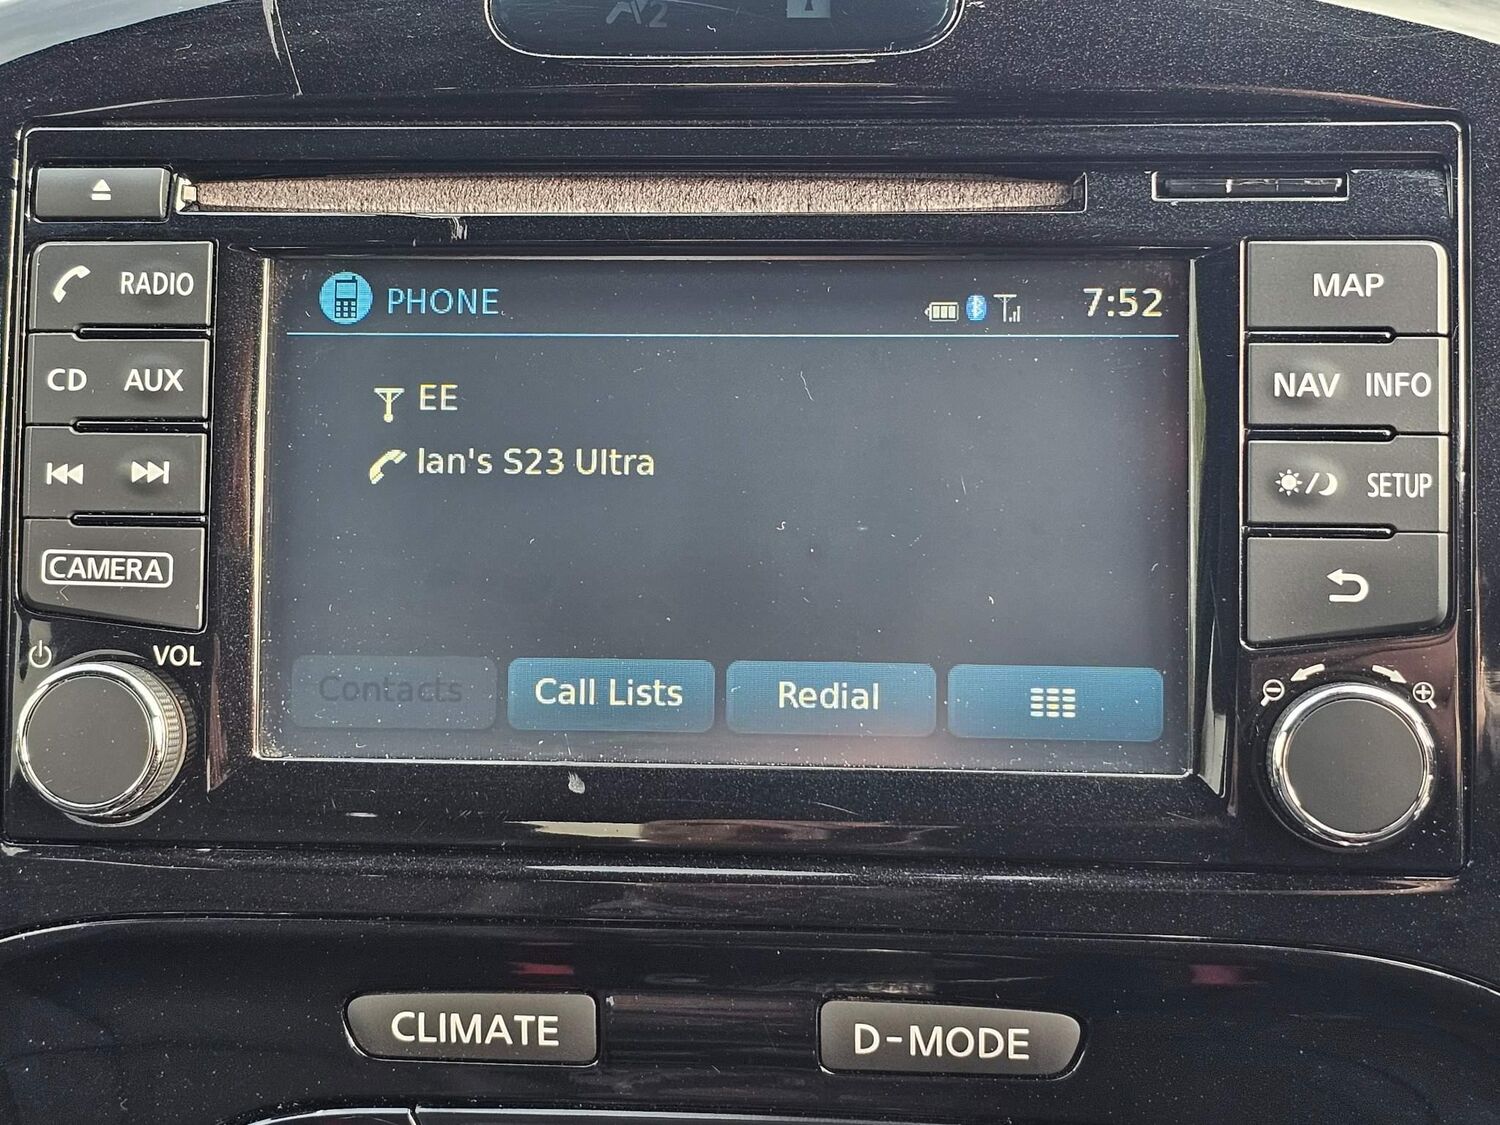 RADIO
CD AUX
CAMERA
VOL
PHONE
7:52
EE
Ian's S23 Ultra
Contacts
Call Lists
Redial
MAP
NAV INFO
SETUP
CLIMATE
D-MODE